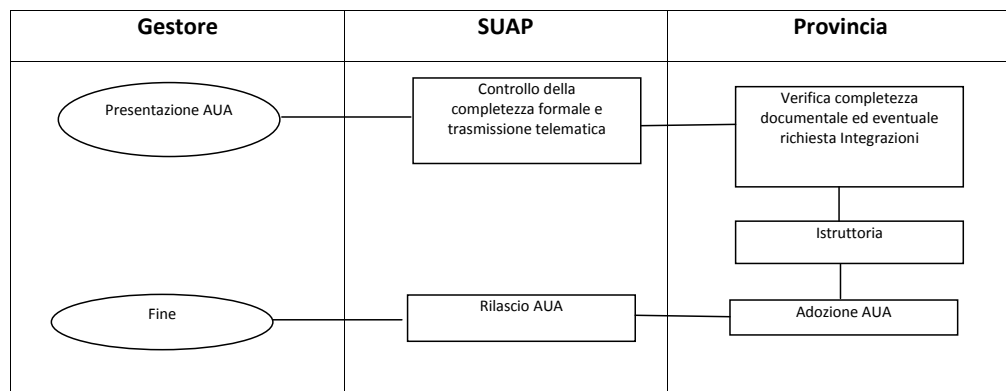 Gestore
SUAP
Provincia
Presentazione AUA
Controllo della
completezza formale e
trasmissione telematica
Verifica completezza
documentale ed eventuale
richiesta Integrazioni
Istruttoria
Fine
Rilascio AUA
Adozione AUA